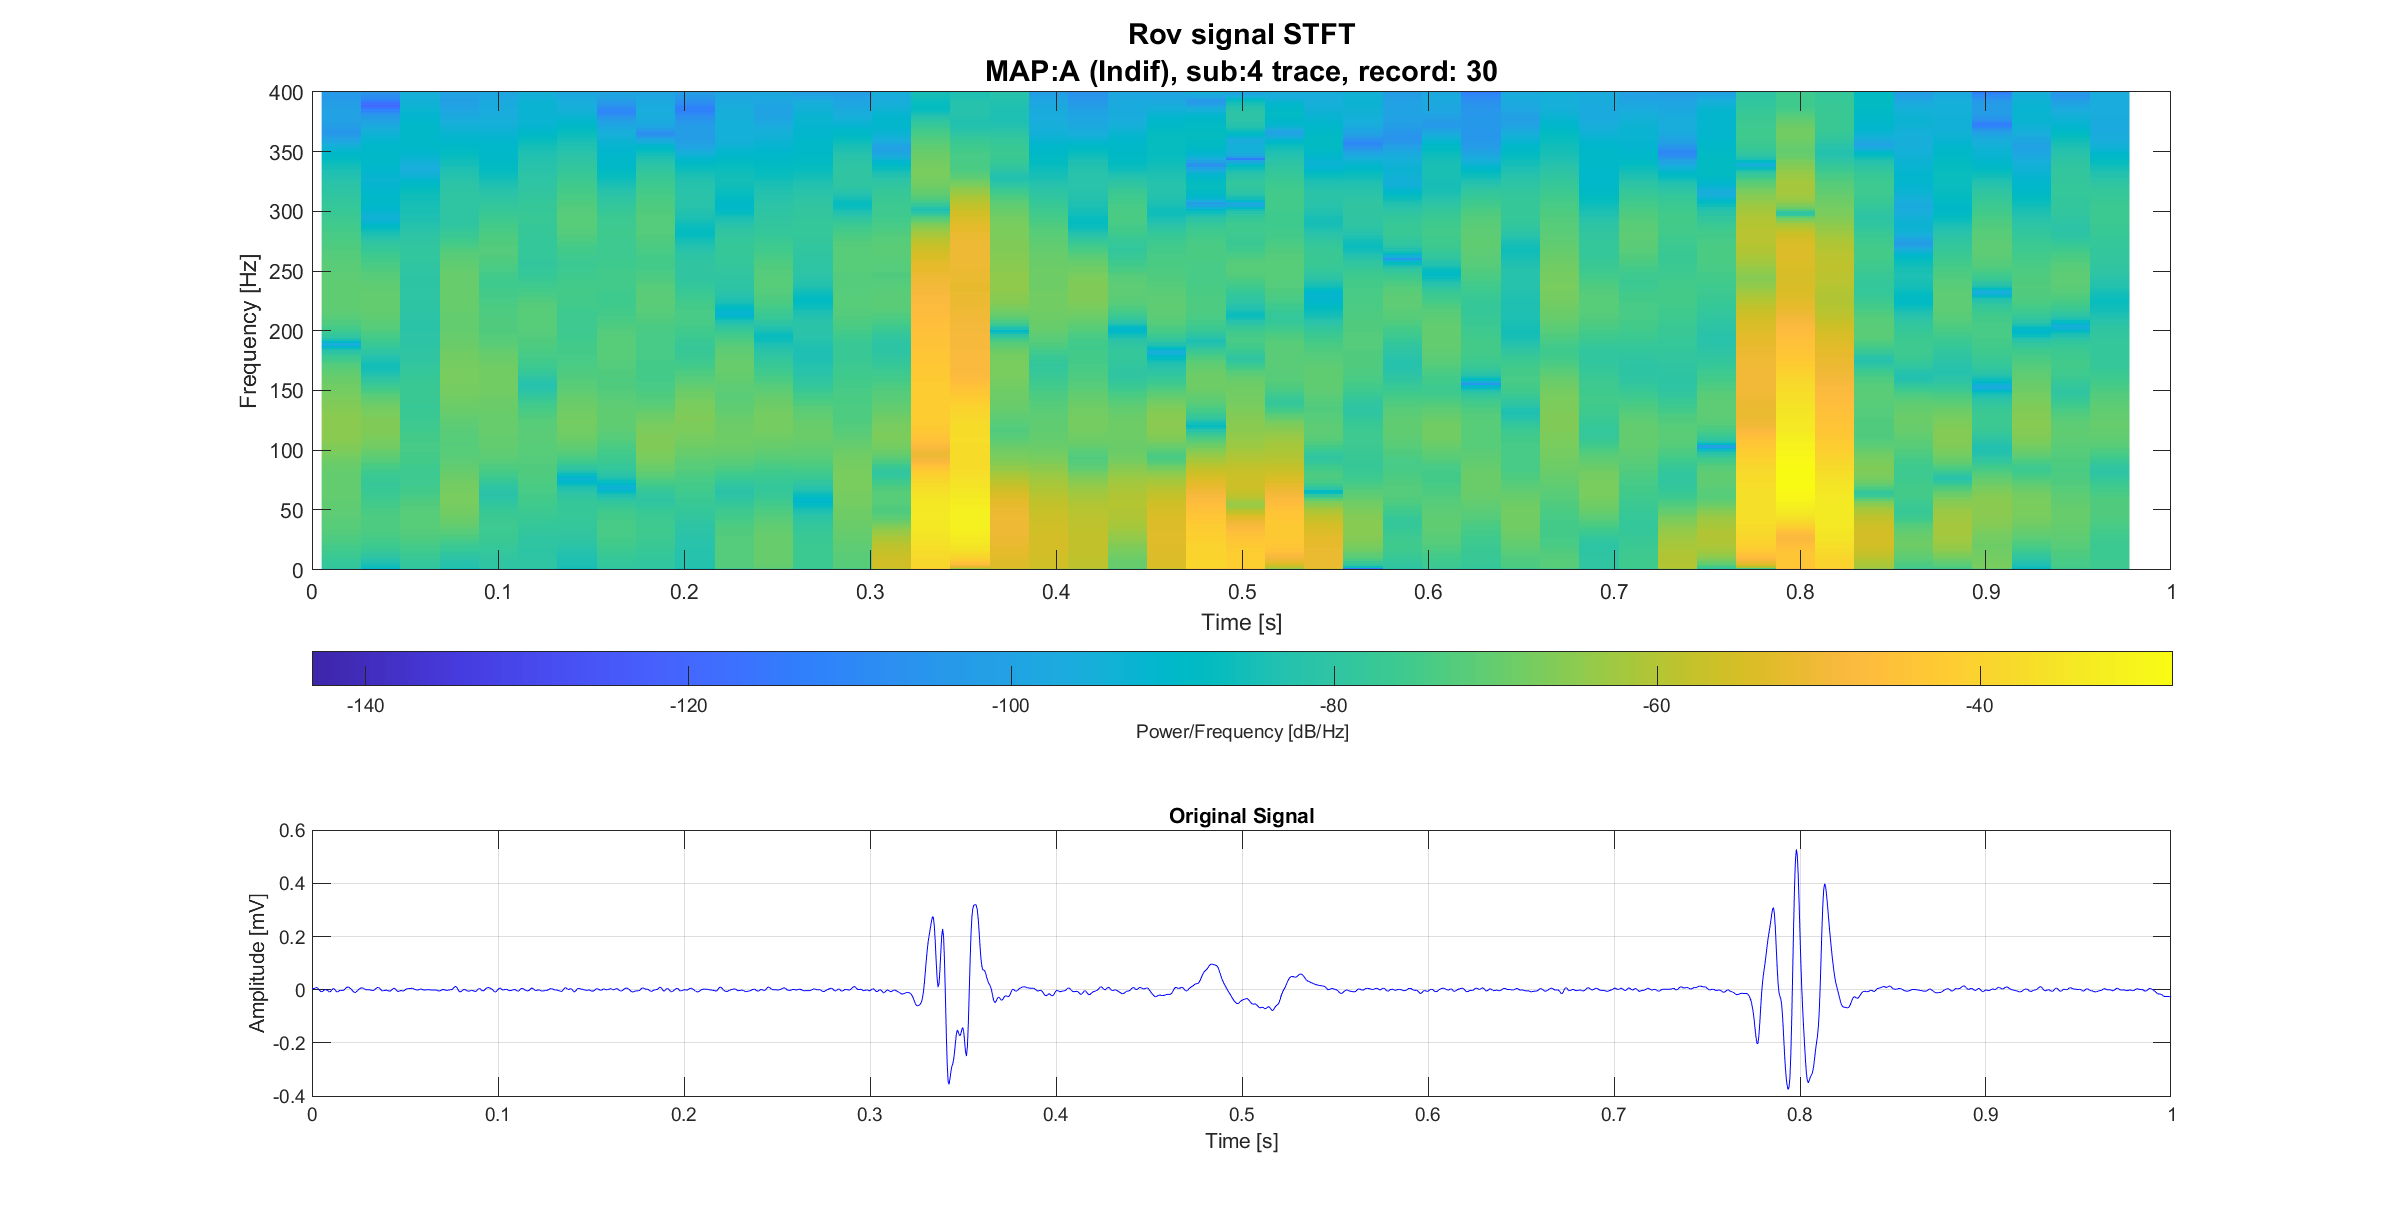 Rov signal STFT
MAP:A (Indif), sub:4 trace, record: 30
400
350
300
250
200
150
100
50
0
Frequency [Hz]
0 0.1 0.2 0.3 0.4 0.5 0.6 0.7 0.8 0.9 1
Time [s]
-140 -120 -100 -80 -60 -40
Power/Frequency [dB/Hz]
Original Signal
0.6
0.4
0.2
0
-0.2
-0.4
Amplitude [mV]
0 0.1 0.2 0.3 0.4 0.5 0.6 0.7 0.8 0.9 1
Time [s]